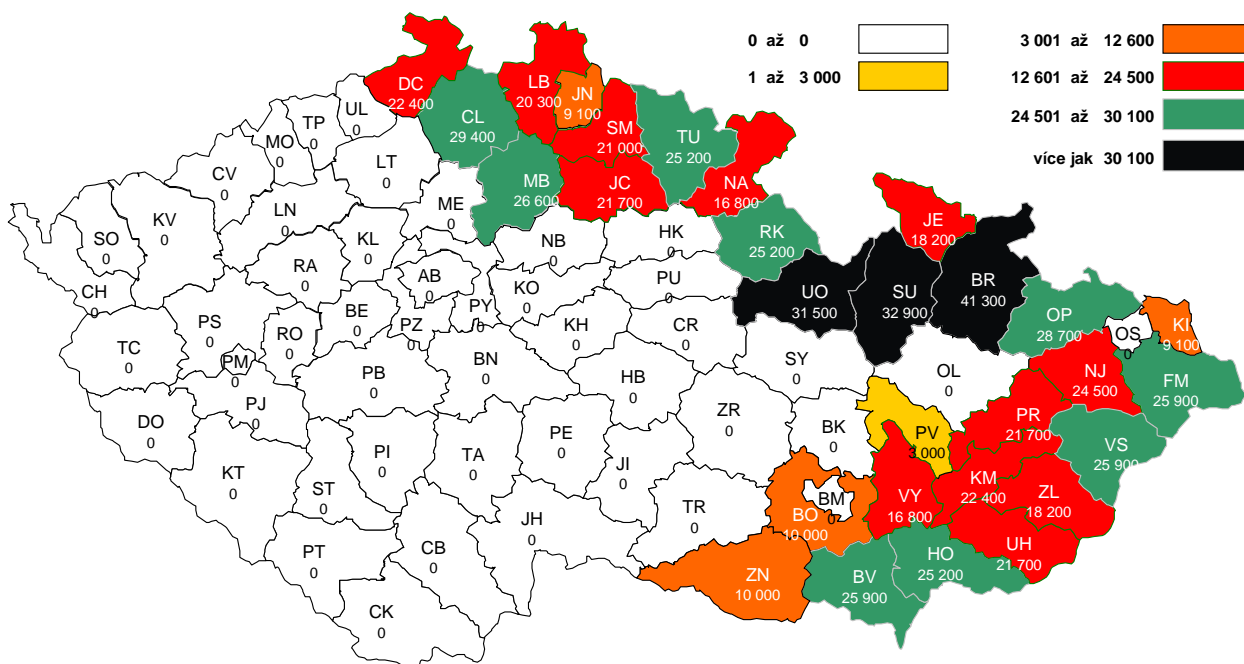 0 až 0
1 až 3 000
3 001 až 12 600
12 601 až 24 500
24 501 až 30 100
více jak 30 100
DC
22 400
LB
20 300
JN
9 100
CL
29 400
SM
21 000
TU
25 200
UL
0
TP
0
MO
0
CV
0
LT
0
MB
26 600
JC
21 700
NA
16 800
ME
0
LN
0
KV
0
SO
0
KL
0
NB
0
HK
0
RK
25 200
JE
18 200
RA
0
AB
0
CH
0
KO
0
PU
0
UO
31 500
SU
32 900
BR
41 300
PS
0
BE
0
PY
0
PZ
0
RO
0
KH
0
CR
0
OP
28 700
OS
0
KI
9 100
TC
0
PM
0
PB
0
BN
0
HB
0
SY
0
OL
0
NJ
24 500
FM
25 900
PJ
0
DO
0
ZR
0
BK
0
PV
3 000
PR
21 700
VS
25 900
PI
0
TA
0
PE
0
JI
0
KT
0
ST
0
BM
0
BO
10 000
VY
16 800
KM
22 400
ZL
18 200
TR
0
JH
0
PT
0
CB
0
UH
21 700
HO
25 200
ZN
10 000
BV
25 900
CK
0